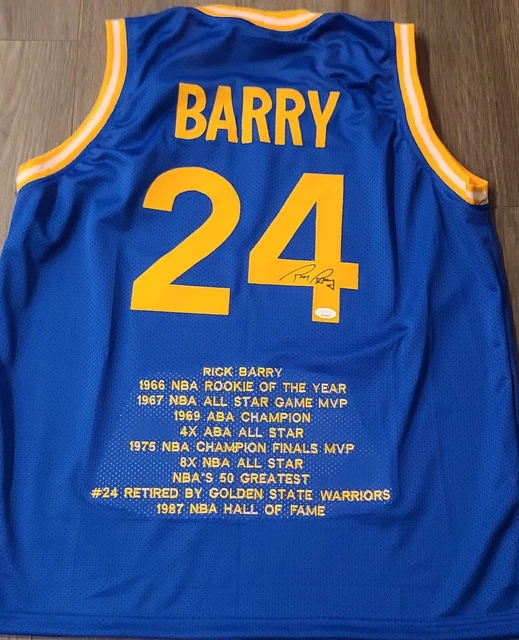 BARRY
24
Rick Barry
RICK BARRY
1966 NBA ROOKIE OF THE YEAR
1967 NBA ALL STAR GAME MVP
1969 ABA CHAMPION
4X ABA ALL STAR
1975 NBA CHAMPION FINALS MVP
8X NBA ALL STAR
NBA'S 50 GREATEST
#24 RETIRED BY GOLDEN STATE WARRIORS
1987 NBA HALL OF FAME